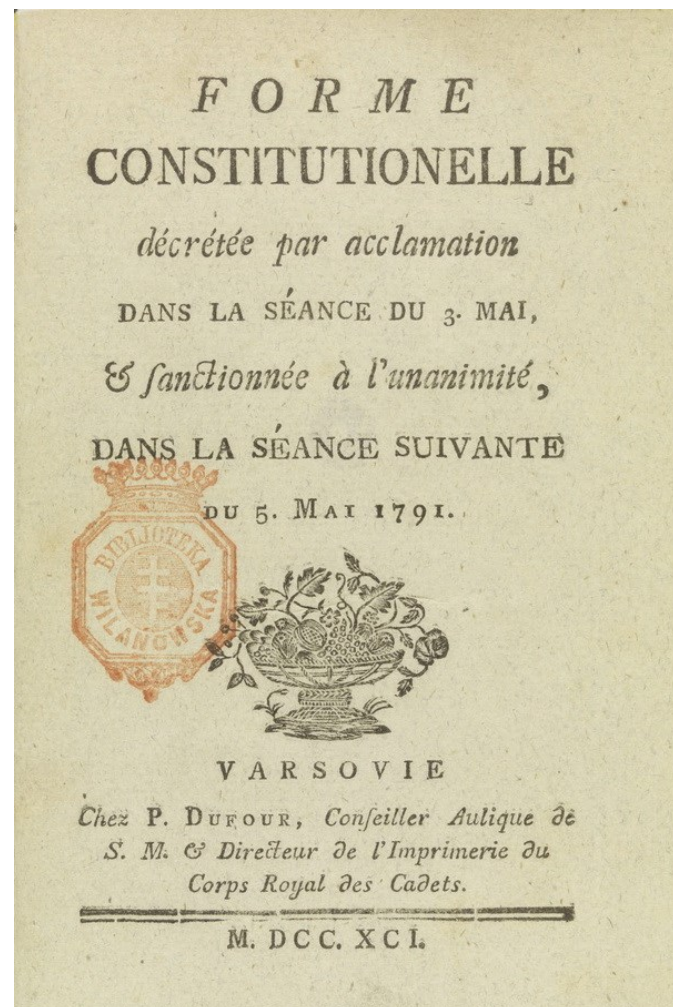 FORME
CONSTITUTIONELLE
décrétée par acclamation
DANS LA SÉANCE DU 3. MAI,
& ſanctionnée à l'unanimité,
DANS LA SÉANCE SUIVANTE
DU 5. MAI 1791.
BIBLIOTEKA
WILANOWSKA
VARSOVIE
Chez P. DUFOUR, Conſeiller Aulique de
S. M. & Directeur de l'Imprimerie du
Corps Royal des Cadets.
M. DCC. XCI.